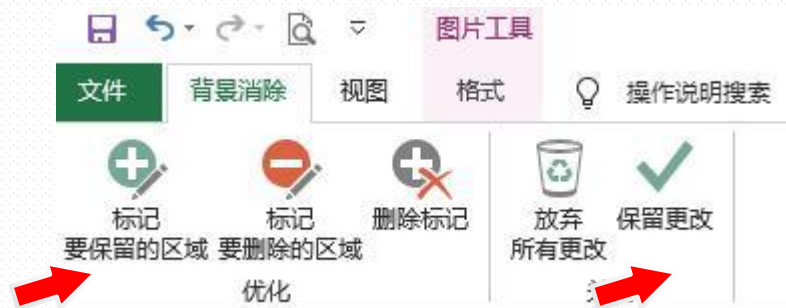 图片工具
文件 背景消除 视图 格式 操作说明搜索
标记 标记 删除标记 放弃 保留更改
要保留的区域 要删除的区域 所有更改
优化